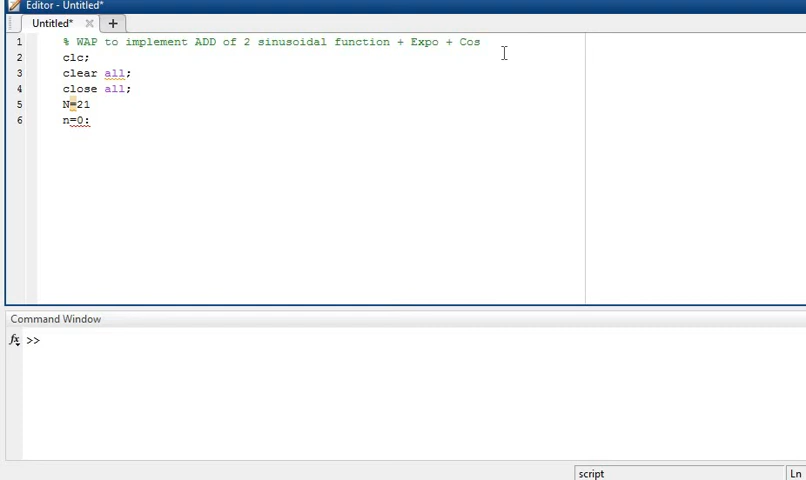 Editor - Untitled*
Untitled* × +
1 % WAP to implement ADD of 2 sinusoidal function + Expo + Cos
2 clc;
3 clear all;
4 close all;
5 N=21
6 n=0:
Command Window
fx >>
script Ln